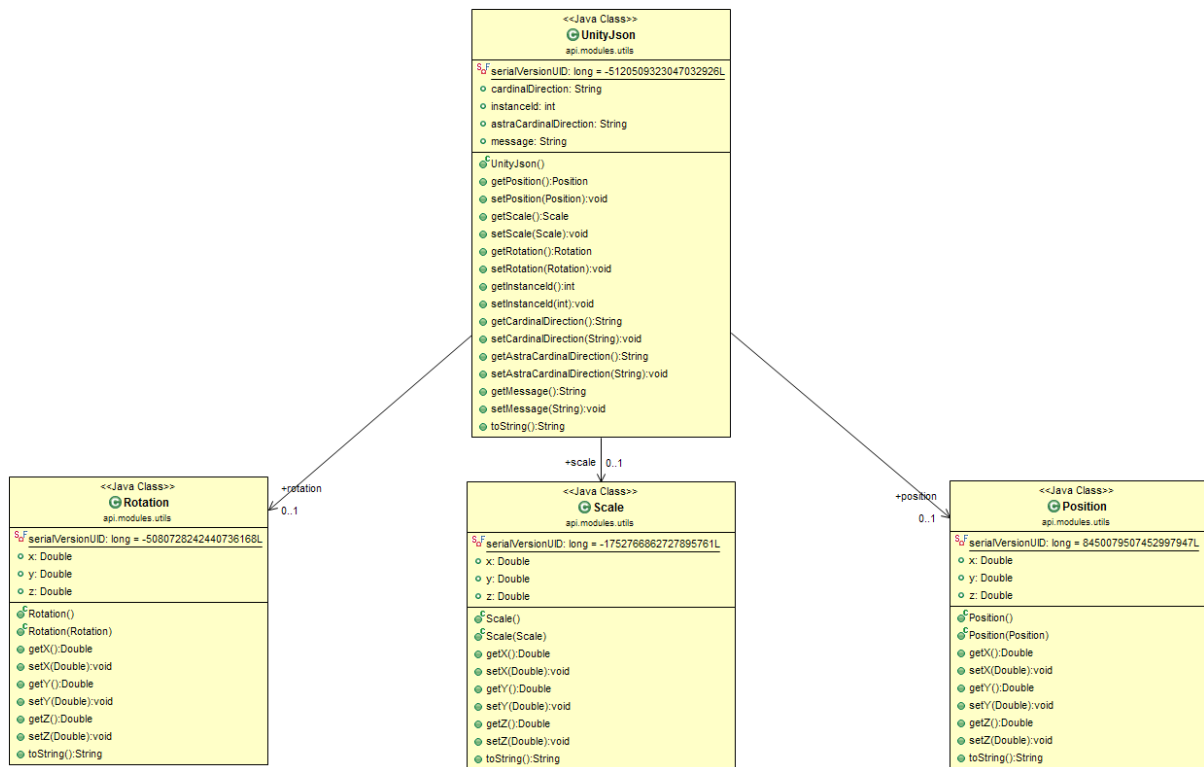 <<Java Class>>
UnityJson
api.modules.utils
serialVersionUID: long = -5120509323047032926L
cardinalDirection: String
instanceId: int
astraCardinalDirection: String
message: String
UnityJson()
getPosition():Position
setPosition(Position):void
getScale():Scale
setScale(Scale):void
getRotation():Rotation
setRotation(Rotation):void
getInstanceId():int
setInstanceId(int):void
getCardinalDirection():String
setCardinalDirection(String):void
getAstraCardinalDirection():String
setAstraCardinalDirection(String):void
getMessage():String
setMessage(String):void
toString():String
+rotation
0..1
+scale
0..1
+position
0..1
<<Java Class>>
Rotation
api.modules.utils
serialVersionUID: long = -5080728242440736168L
x: Double
y: Double
z: Double
Rotation()
Rotation(Rotation)
getX():Double
setX(Double):void
getY():Double
setY(Double):void
getZ():Double
setZ(Double):void
toString():String
<<Java Class>>
Scale
api.modules.utils
serialVersionUID: long = -1752766862727895761L
x: Double
y: Double
z: Double
Scale()
Scale(Scale)
getX():Double
setX(Double):void
getY():Double
setY(Double):void
getZ():Double
setZ(Double):void
toString():String
<<Java Class>>
Position
api.modules.utils
serialVersionUID: long = 8450079507452997947L
x: Double
y: Double
z: Double
Position()
Position(Position)
getX():Double
setX(Double):void
getY():Double
setY(Double):void
getZ():Double
setZ(Double):void
toString():String